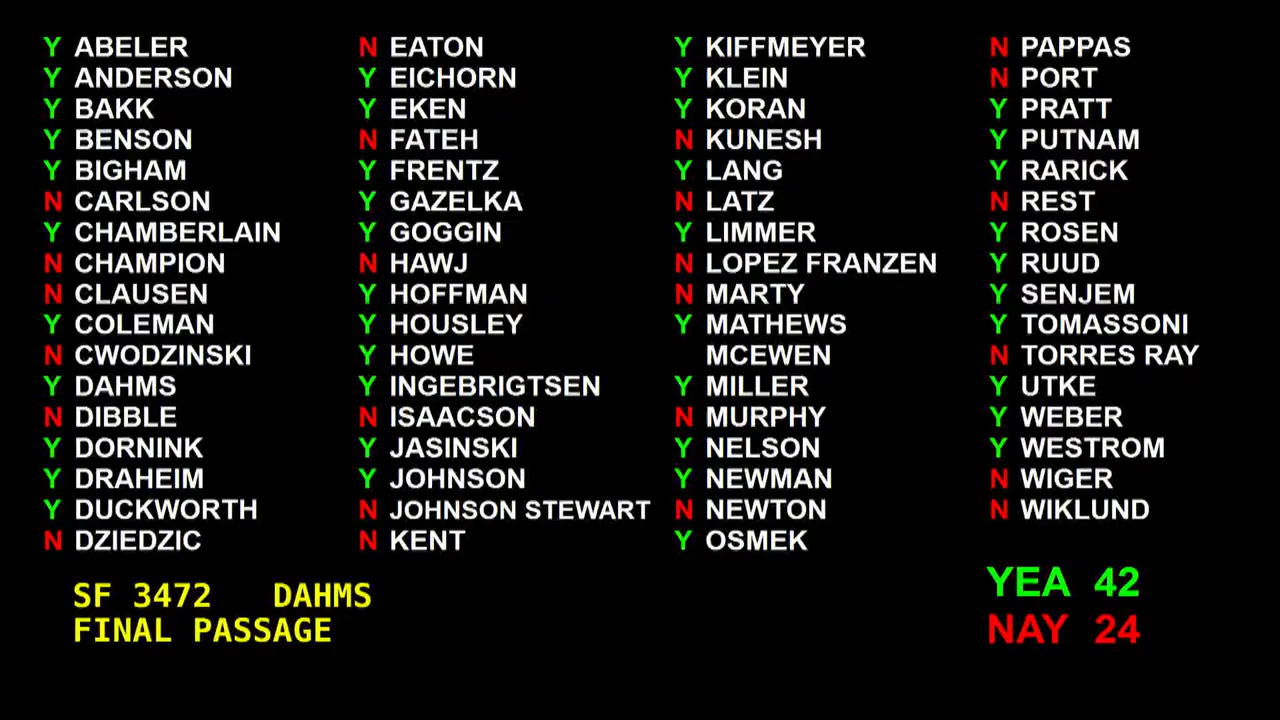 Y ABELER N EATON Y KIFFMEYER N PAPPAS
Y ANDERSON Y EICHORN Y KLEIN N PORT
Y BAKK Y EKEN Y KORAN Y PRATT
Y BENSON N FATEH N KUNESH Y PUTNAM
Y BIGHAM Y FRENTZ Y LANG Y RARICK
N CARLSON Y GAZELKA N LATZ N REST
Y CHAMBERLAIN Y GOGGIN Y LIMMER Y ROSEN
N CHAMPION N HAWJ N LOPEZ FRANZEN Y RUUD
N CLAUSEN Y HOFFMAN N MARTY Y SENJEM
Y COLEMAN Y HOUSLEY Y MATHEWS Y TOMASSONI
N CWODZINSKI Y HOWE MCEWEN N TORRES RAY
Y DAHMS Y INGEBRIGTSEN Y MILLER Y UTKE
N DIBBLE N ISAACSON N MURPHY Y WEBER
Y DORNINK Y JASINSKI Y NELSON Y WESTROM
Y DRAHEIM Y JOHNSON Y NEWMAN N WIGER
Y DUCKWORTH N JOHNSON STEWART N NEWTON N WIKLUND
N DZIEDZIC N KENT Y OSMEK
SF 3472 DAHMS YEA 42
FINAL PASSAGE NAY 24